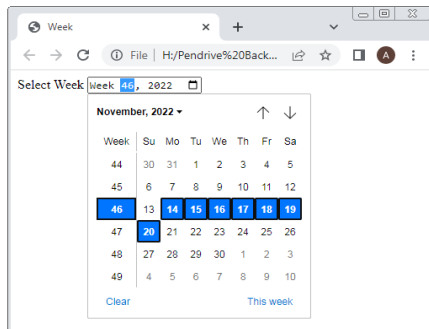 Week
File | H:/Pendrive%20Back...
A
Select Week Week 46, 2022
November, 2022
Week Su Mo Tu We Th Fr Sa
44 30 31 1 2 3 4 5
45 6 7 8 9 10 11 12
46 13 14 15 16 17 18 19
47 20 21 22 23 24 25 26
48 27 28 29 30 1 2 3
49 4 5 6 7 8 9 10
Clear This week